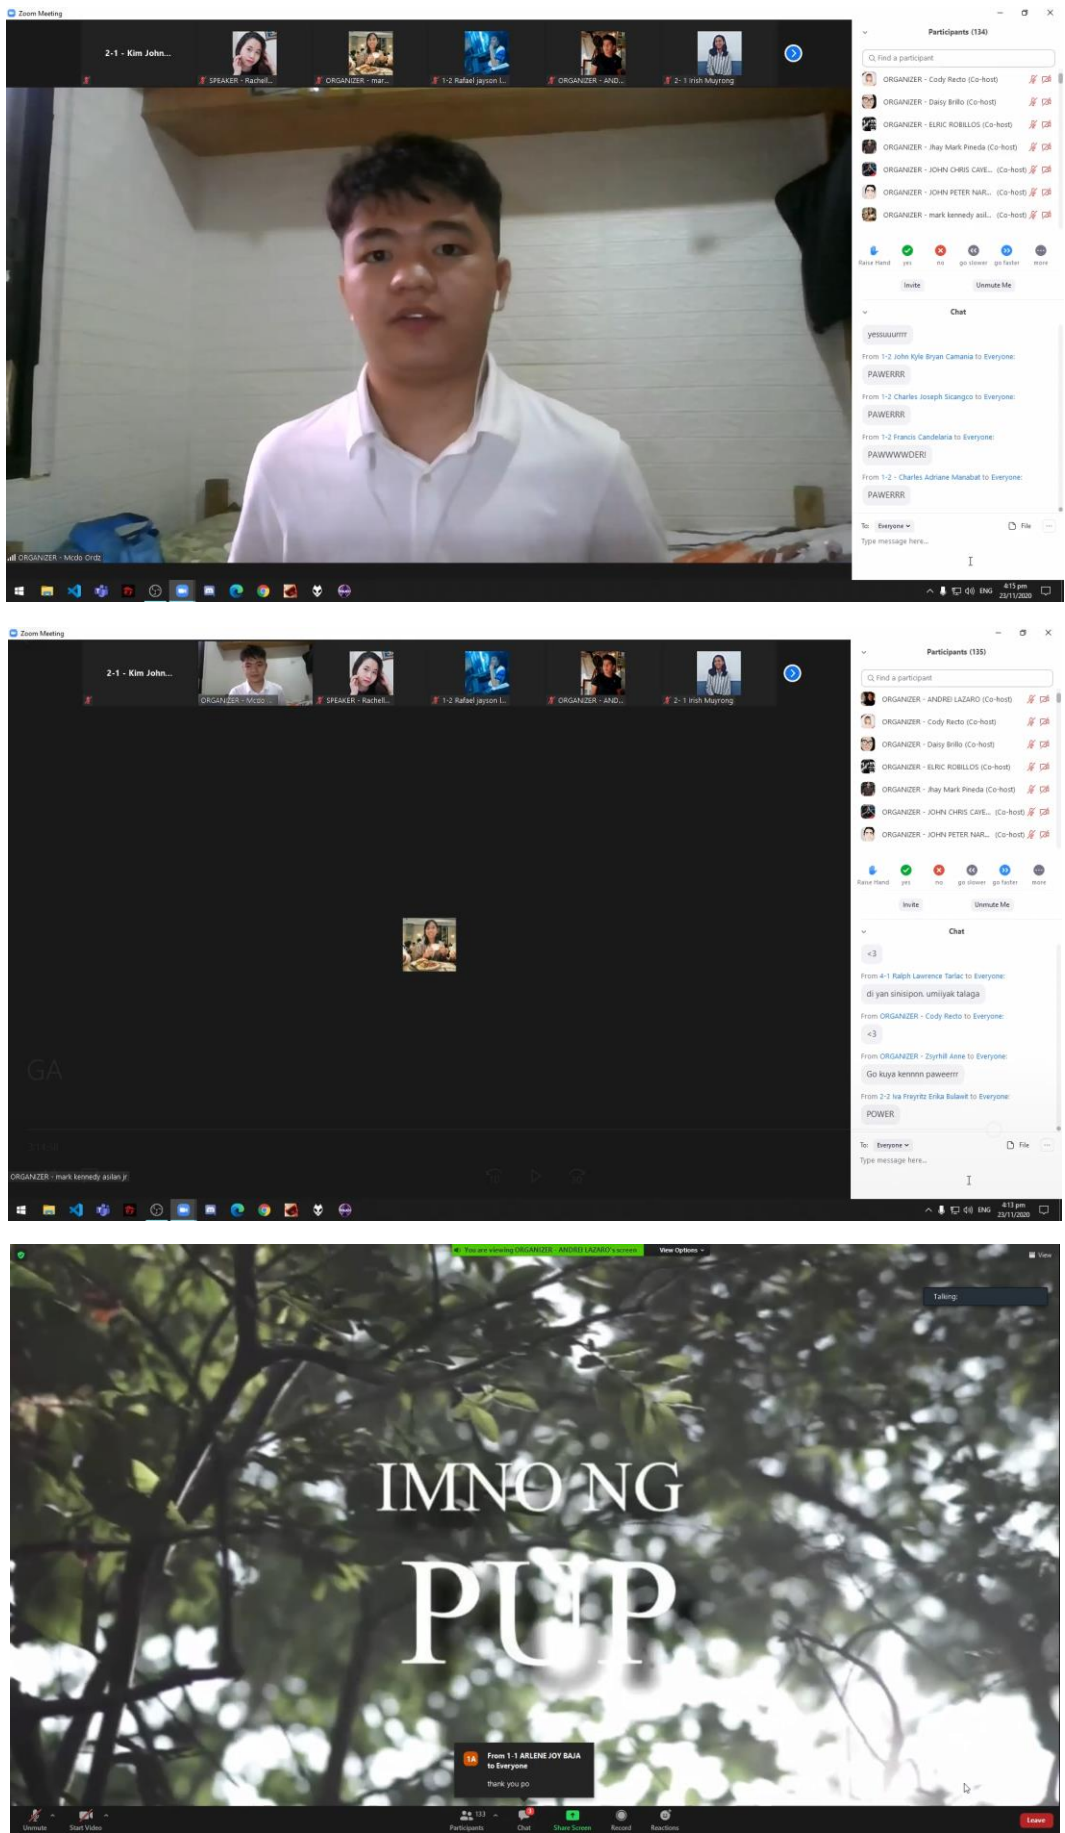 Zoom Meeting
2-1 - Kim John...
SPEAKER - Rachell...
ORGANIZER - mar...
1-2 Rafael jayson l...
ORGANIZER - AND...
2- 1 Irish Muyrong
Participants (134)
Find a participant
ORGANIZER - Cody Recto (Co-host)
ORGANIZER - Daisy Brillo (Co-host)
ORGANIZER - ELRIC ROBILLOS (Co-host)
ORGANIZER - Jhay Mark Pineda (Co-host)
ORGANIZER - JOHN CHRIS CAYE... (Co-host)
ORGANIZER - JOHN PETER NAR... (Co-host)
ORGANIZER - mark kennedy asil... (Co-host)
Raise Hand yes no go slower go faster more
Invite Unmute Me
Chat
yessuuurrrr
From 1-2 John Kyle Bryan Camania to Everyone:
PAWERRR
From 1-2 Charles Joseph Sicangco to Everyone:
PAWERRR
From 1-2 Francis Candelaria to Everyone:
PAWWWWDER!
From 1-2 - Charles Adriane Manabat to Everyone:
PAWERRR
To: Everyone File
Type message here...
ORGANIZER - Mcdo Ordz
ENG 4:15 pm
23/11/2020
Zoom Meeting
2-1 - Kim John...
ORGANIZER - Mcdo ...
SPEAKER - Rachell...
1-2 Rafael jayson l...
ORGANIZER - AND...
2- 1 Irish Muyrong
Participants (135)
Find a participant
ORGANIZER - ANDREI LAZARO (Co-host)
ORGANIZER - Cody Recto (Co-host)
ORGANIZER - Daisy Brillo (Co-host)
ORGANIZER - ELRIC ROBILLOS (Co-host)
ORGANIZER - Jhay Mark Pineda (Co-host)
ORGANIZER - JOHN CHRIS CAYE... (Co-host)
ORGANIZER - JOHN PETER NAR... (Co-host)
Raise Hand yes no go slower go faster more
Invite Unmute Me
Chat
<3
From 4-1 Ralph Lawrence Tarlac to Everyone:
di yan sinisipon. umiiyak talaga
From ORGANIZER - Cody Recto to Everyone:
<3
From ORGANIZER - Zsyrhill Anne to Everyone:
Go kuya kennnn paweerrr
From 2-2 Iva Freyritz Erika Bulawit to Everyone:
POWER
To: Everyone File
Type message here...
GA
ORGANIZER - mark kennedy asilan jr
ENG 4:13 pm
23/11/2020
You are viewing ORGANIZER - ANDREI LAZARO's screen View Options
View
Talking:
IMNO NG
PUP
1A
From 1-1 ARLENE JOY BAJA
to Everyone
thank you po
Unmute Start Video 133 Participants Chat Share Screen Record Reactions Leave